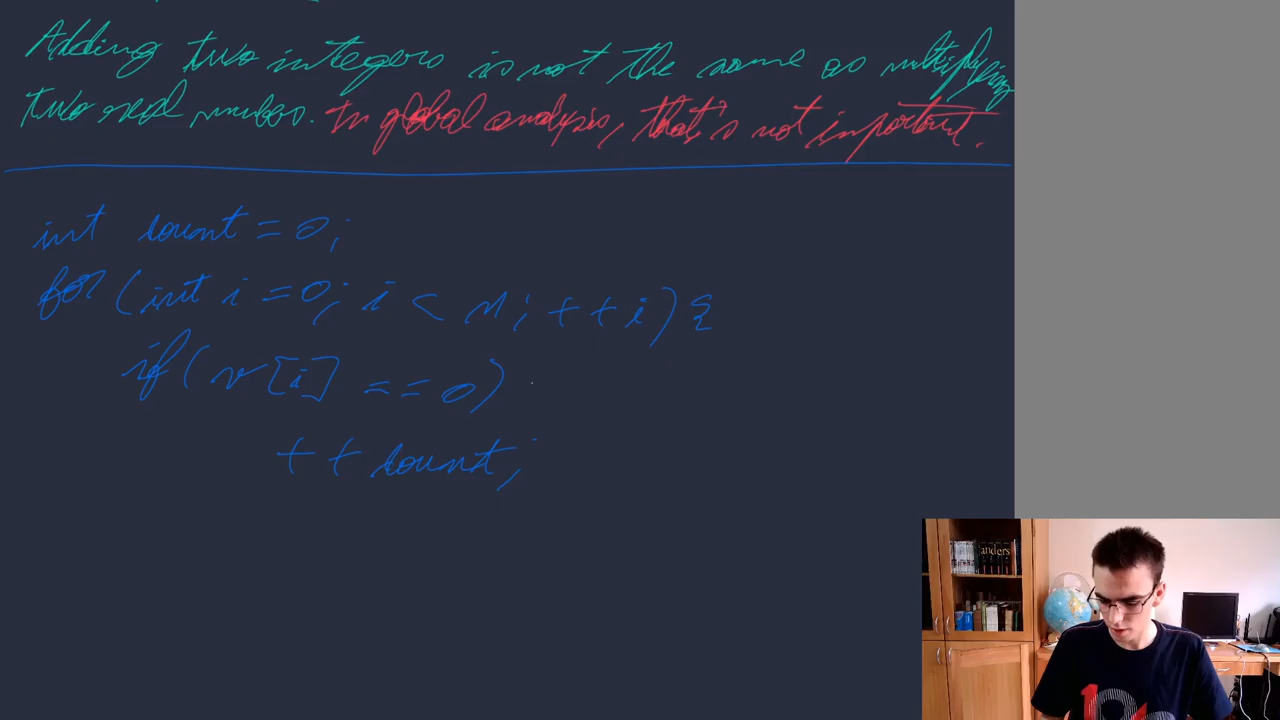 Adding two integers is not the same as multiplying
two real numbers. In global analysis, that's not important.
int count = 0;
for (int i = 0; i < n; ++i) {
if (v[i] == 0)
++count;
anders